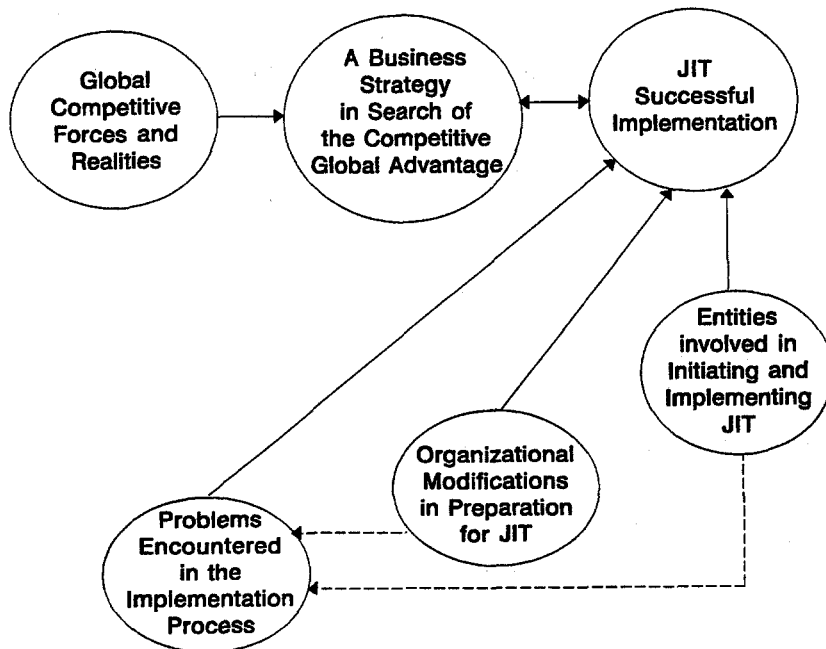 Global
Competitive
Forces and
Realities
A Business
Strategy
in Search of
the Competitive
Global Advantage
JIT
Successful
Implementation
Entities
involved in
Initiating and
Implementing
JIT
Organizational
Modifications
in Preparation
for JIT
Problems
Encountered
in the
Implementation
Process